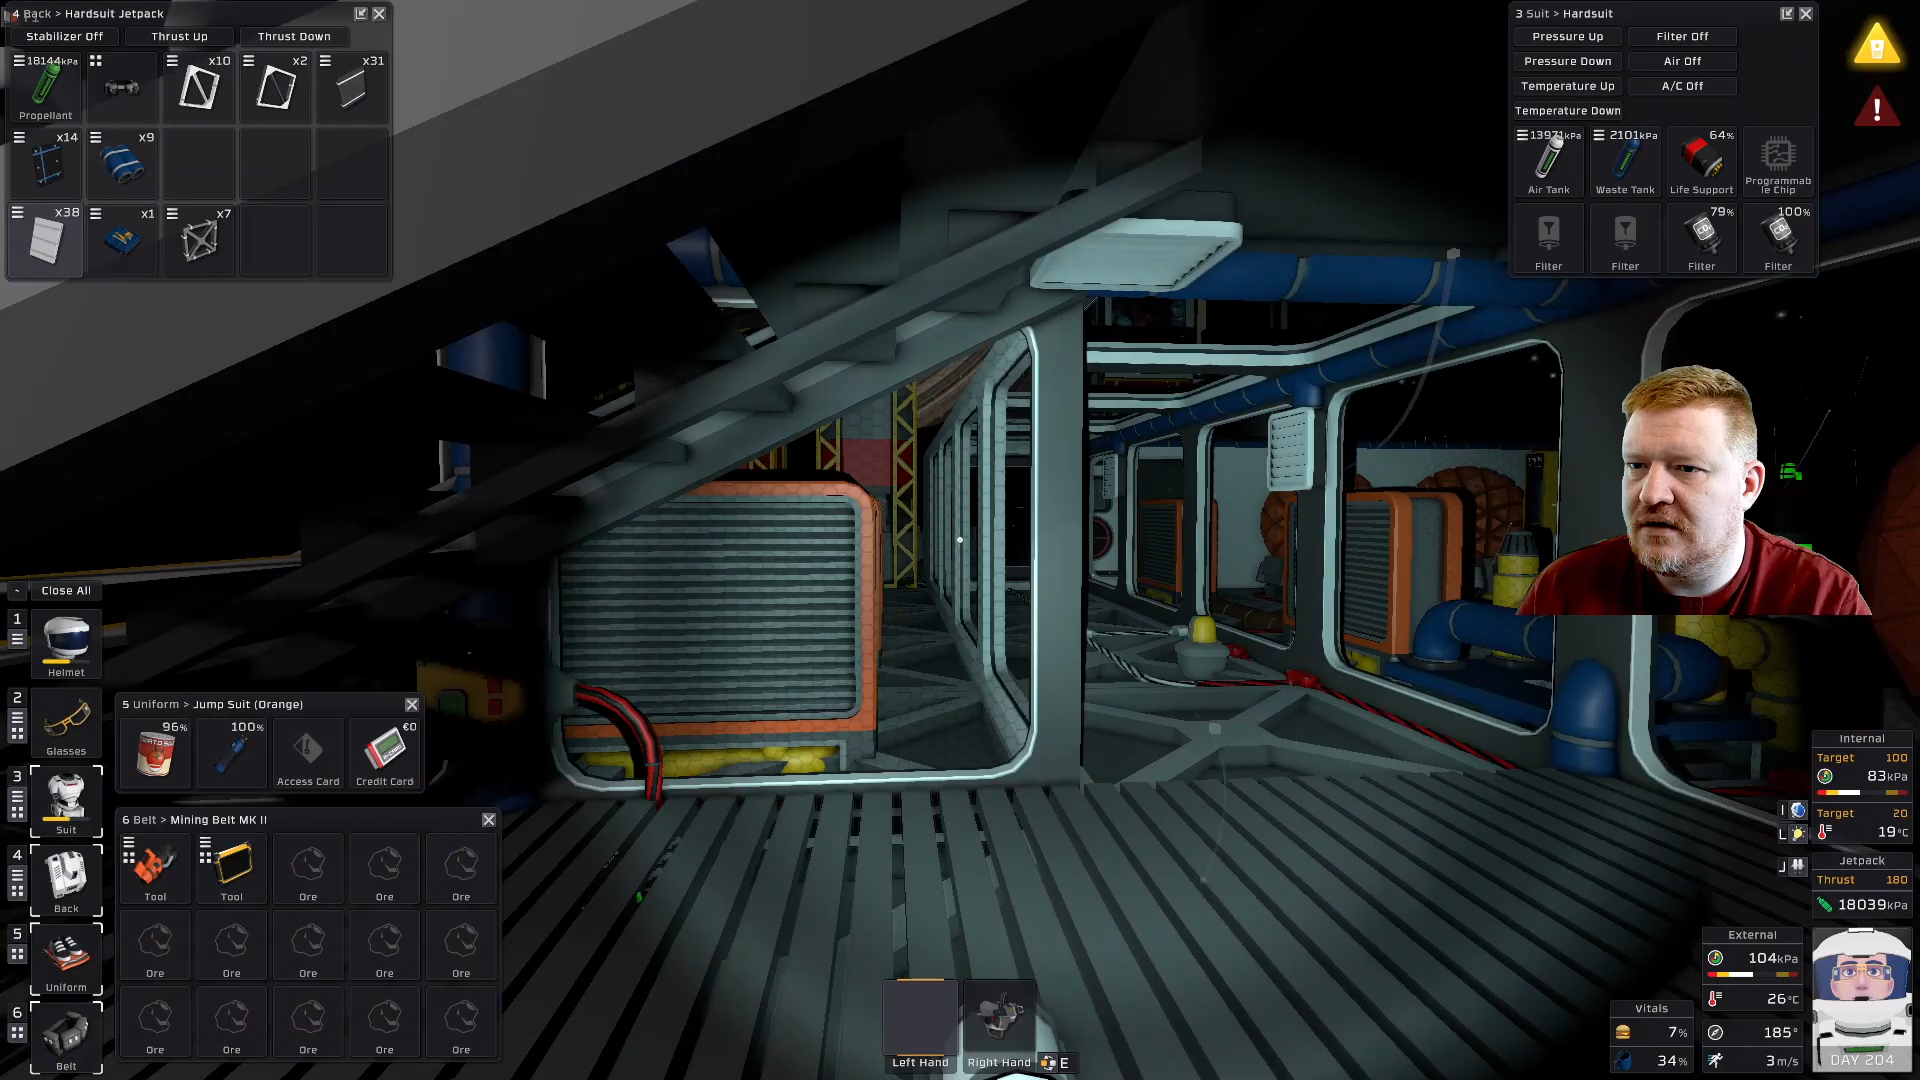 4 Back > Hardsuit Jetpack
Stabilizer Off
Thrust Up
Thrust Down
18144kPa
x10
x2
x31
Propellant
x14
x9
x38
x1
x7
3 Suit > Hardsuit
Pressure Up
Filter Off
Pressure Down
Air Off
Temperature Up
A/C Off
Temperature Down
13971kPa
2101kPa
64%
Air Tank
Waste Tank
Life Support
Programmab
le Chip
79%
100%
Filter
Filter
Filter
Filter
~
Close All
1
Helmet
2
Glasses
3
Suit
4
Back
5
Uniform
6
Belt
5 Uniform > Jump Suit (Orange)
96%
100%
€0
Access Card
Credit Card
6 Belt > Mining Belt MK II
Tool
Tool
Ore
Ore
Ore
Ore
Ore
Ore
Ore
Ore
Ore
Ore
Ore
Ore
Ore
Left Hand
Right Hand
E
Internal
Target 100
83kPa
Target 20
19°C
I
L
J
Jetpack
Thrust 180
18039kPa
External
104kPa
26°C
185°
3m/s
Vitals
7%
34%
DAY 204